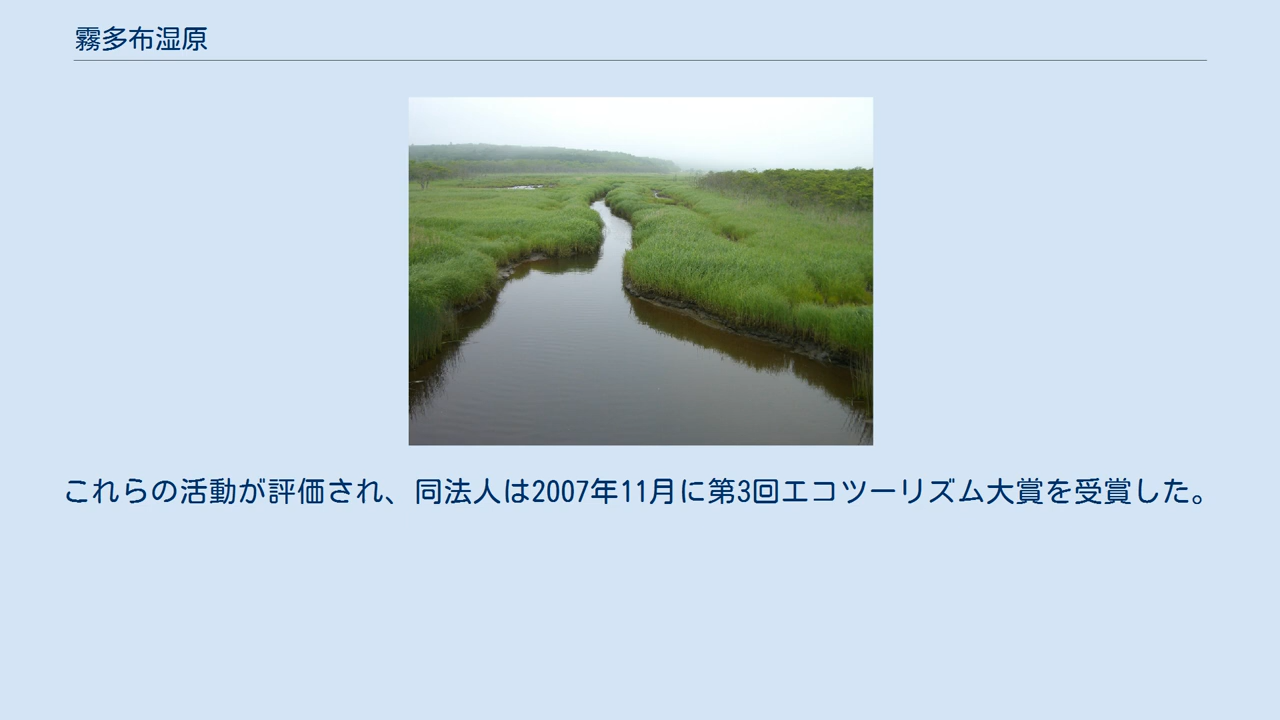 霧多布湿原
これらの活動が評価され、同法人は2007年11月に第3回エコツーリズム大賞を受賞した。